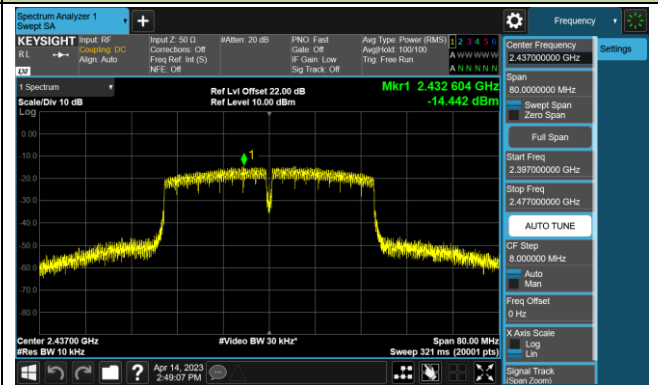 Spectrum Analyzer 1
Swept SA
Frequency
KEYSIGHT
Input: RF
Input Z: 50 Ω
#Atten: 20 dB
PNO: Fast
Avg Type: Power (RMS)
1 2 3 4 5 6
RL
Coupling: DC
Corrections: Off
Gate: Off
Avg|Hold: 100/100
A W W W W W
Align: Auto
Freq Ref: Int (S)
IF Gain: Low
Trig: Free Run
LXI
NFE: Off
Sig Track: Off
A N N N N N
1 Spectrum
Ref Lvl Offset 22.00 dB
Mkr1 2.432 604 GHz
Scale/Div 10 dB
Ref Level 10.00 dBm
-14.442 dBm
Log
0.00
-10.0
-20.0
-30.0
-40.0
-50.0
-60.0
-70.0
-80.0
1
Center 2.43700 GHz
#Video BW 30 kHz*
Span 80.00 MHz
#Res BW 10 kHz
Sweep 321 ms (20001 pts)
Center Frequency
2.437000000 GHz
Settings
Span
80.0000000 MHz
Swept Span
Zero Span
Full Span
Start Freq
2.397000000 GHz
Stop Freq
2.477000000 GHz
AUTO TUNE
CF Step
8.000000 MHz
Auto
Man
Freq Offset
0 Hz
X Axis Scale
Log
Lin
Signal Track
(Span Zoom)
Apr 14, 2023
2:49:07 PM